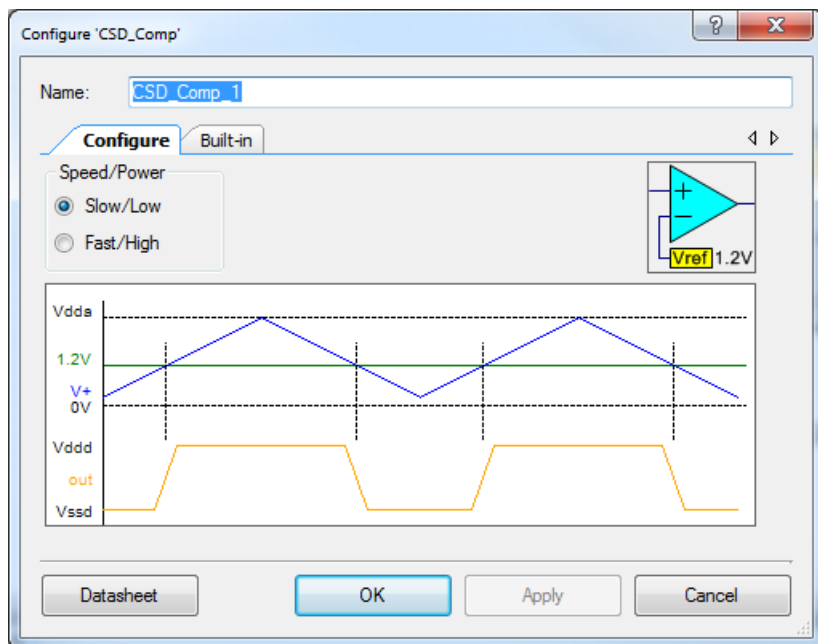 Configure 'CSD_Comp'
?
Name: CSD_Comp_1
Configure Built-in
Speed/Power
Slow/Low
Fast/High
+
−
Vref 1.2V
Vdda
1.2V
V+
0V
Vddd
out
Vssd
Datasheet OK Apply Cancel